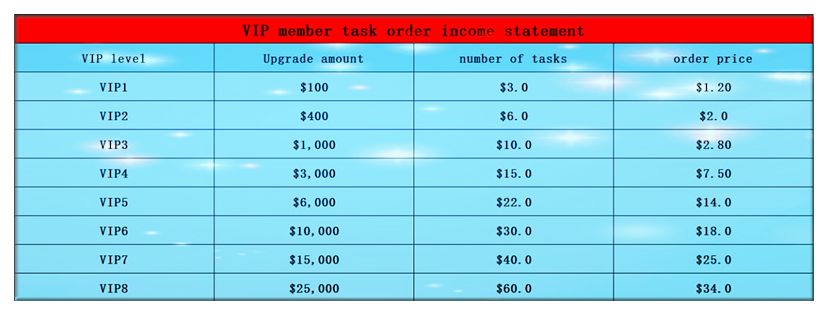 VIP member task order income statement
VIP level Upgrade amount number of tasks order price
VIP1 $100 $3.0 $1.20
VIP2 $400 $6.0 $2.0
VIP3 $1,000 $10.0 $2.80
VIP4 $3,000 $15.0 $7.50
VIP5 $6,000 $22.0 $14.0
VIP6 $10,000 $30.0 $18.0
VIP7 $15,000 $40.0 $25.0
VIP8 $25,000 $60.0 $34.0